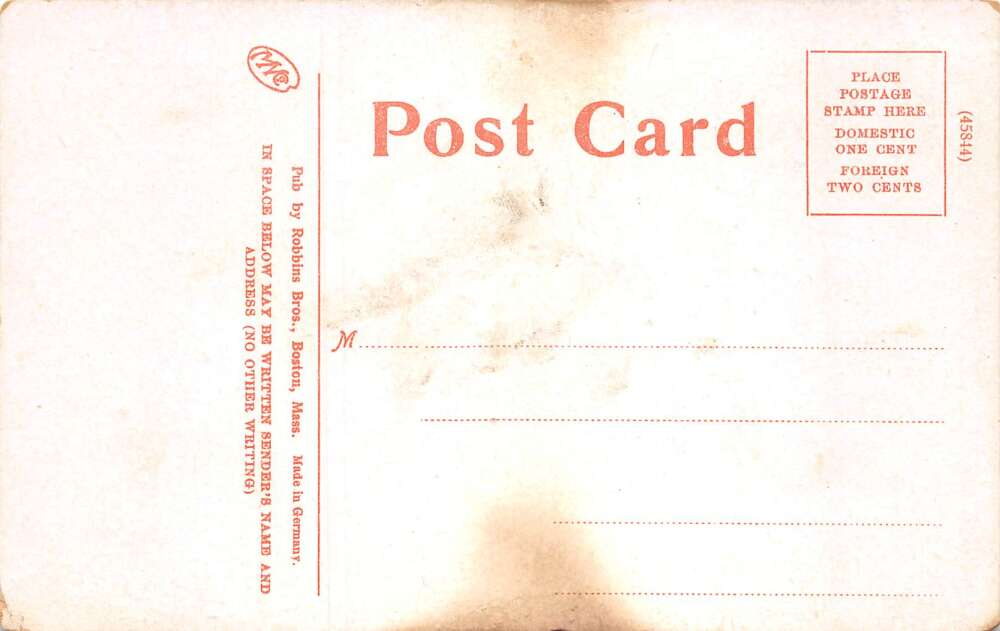 Post Card
PLACE
POSTAGE
STAMP HERE
DOMESTIC
ONE CENT
FOREIGN
TWO CENTS
(45844)
Pub by Robbins Bros., Boston, Mass. Made in Germany.
IN SPACE BELOW MAY BE WRITTEN SENDER'S NAME AND
ADDRESS (NO OTHER WRITING)
M